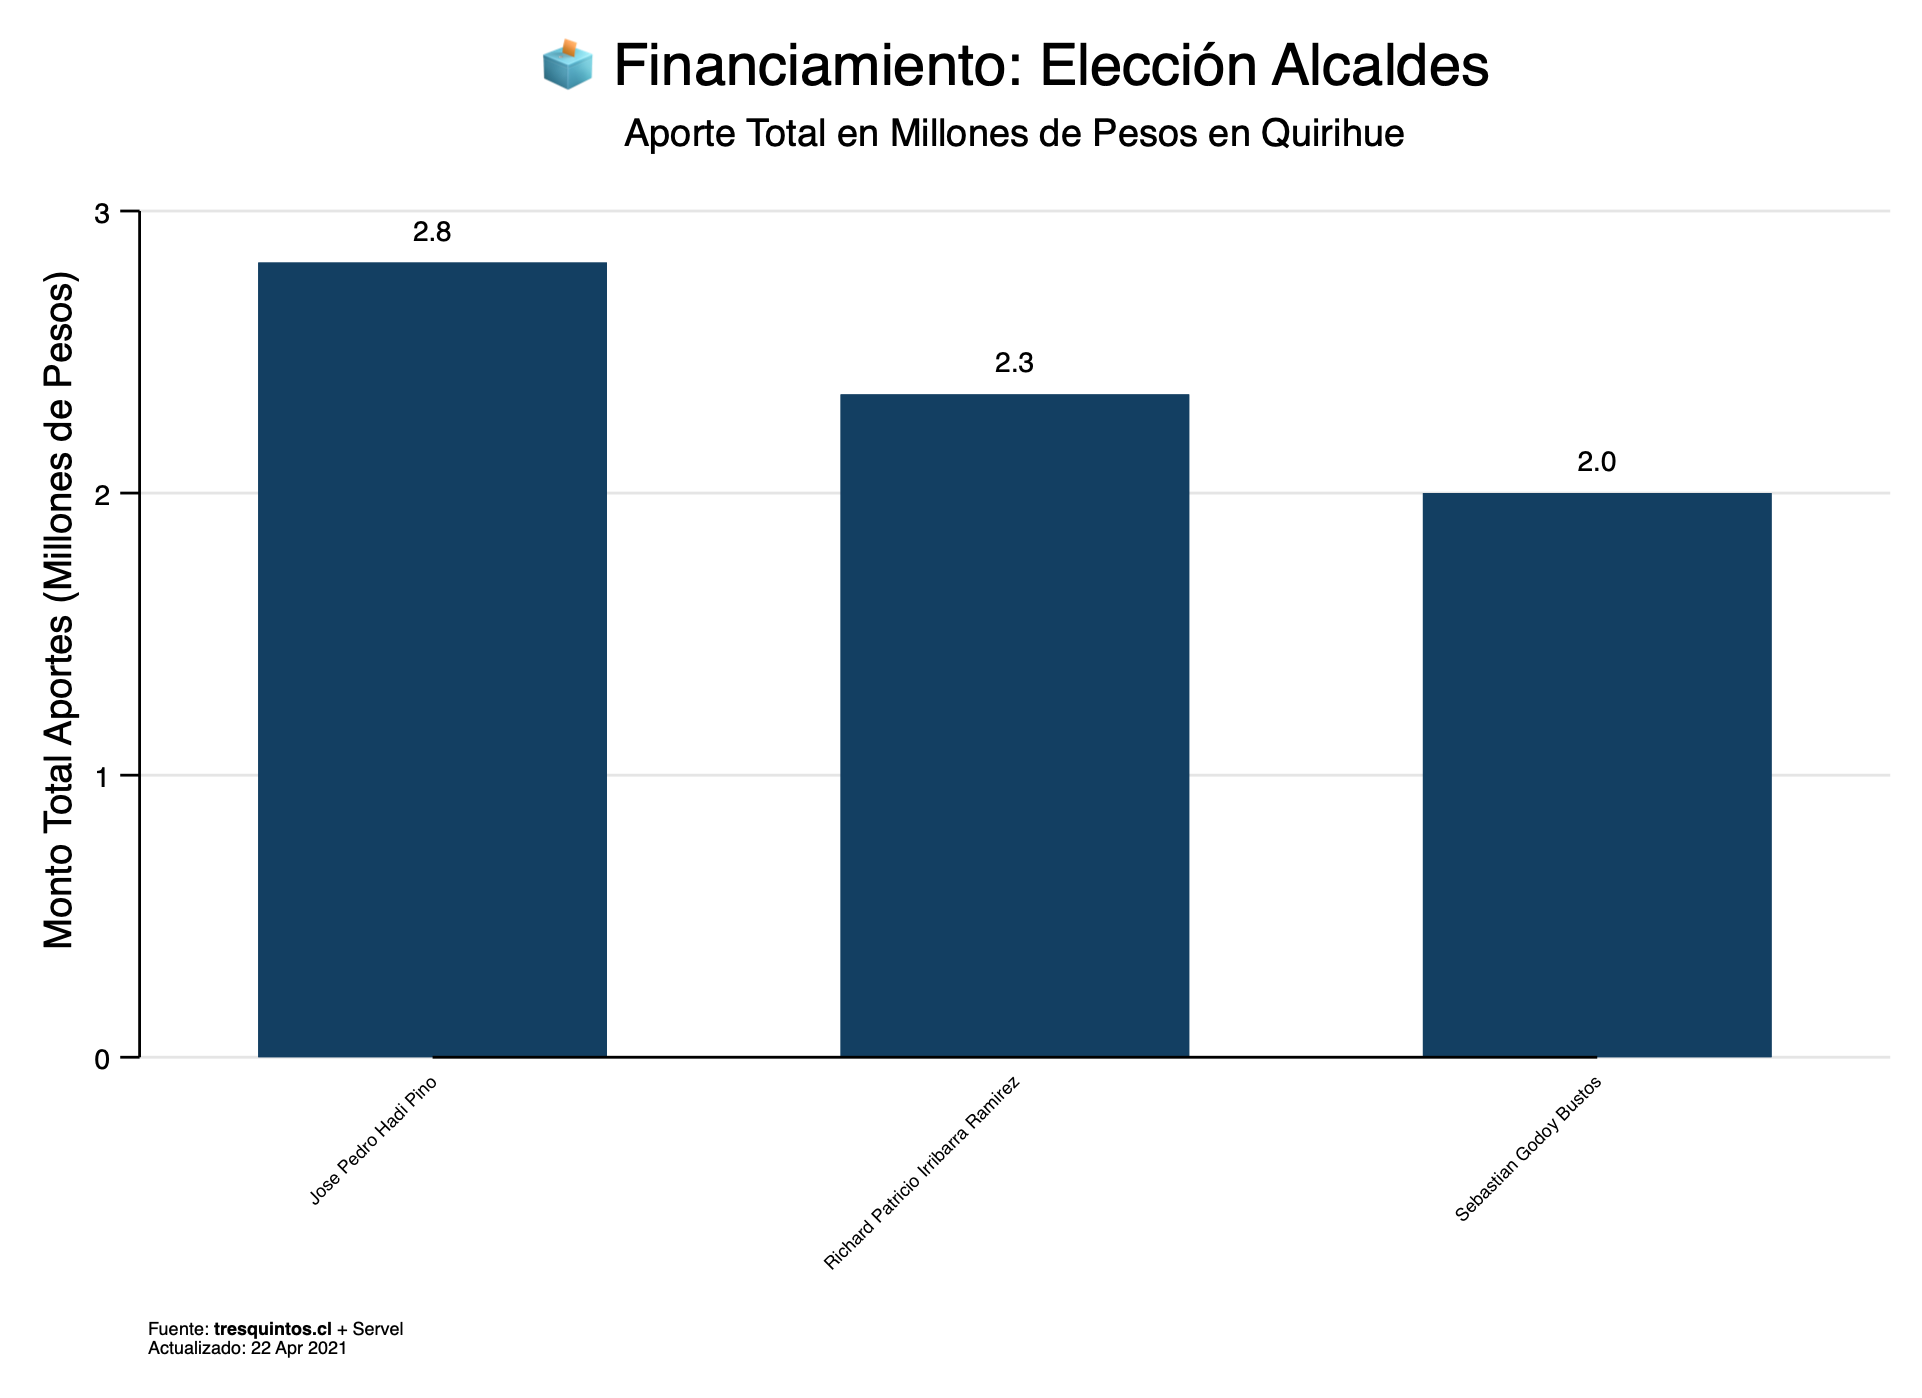 Financiamiento: Elección Alcaldes
Aporte Total en Millones de Pesos en Quirihue
Monto Total Aportes (Millones de Pesos)
3
2
1
0
2.8
2.3
2.0
Jose Pedro Hadi Pino
Richard Patricio Irribarra Ramirez
Sebastian Godoy Bustos
Fuente: tresquintos.cl + Servel
Actualizado: 22 Apr 2021